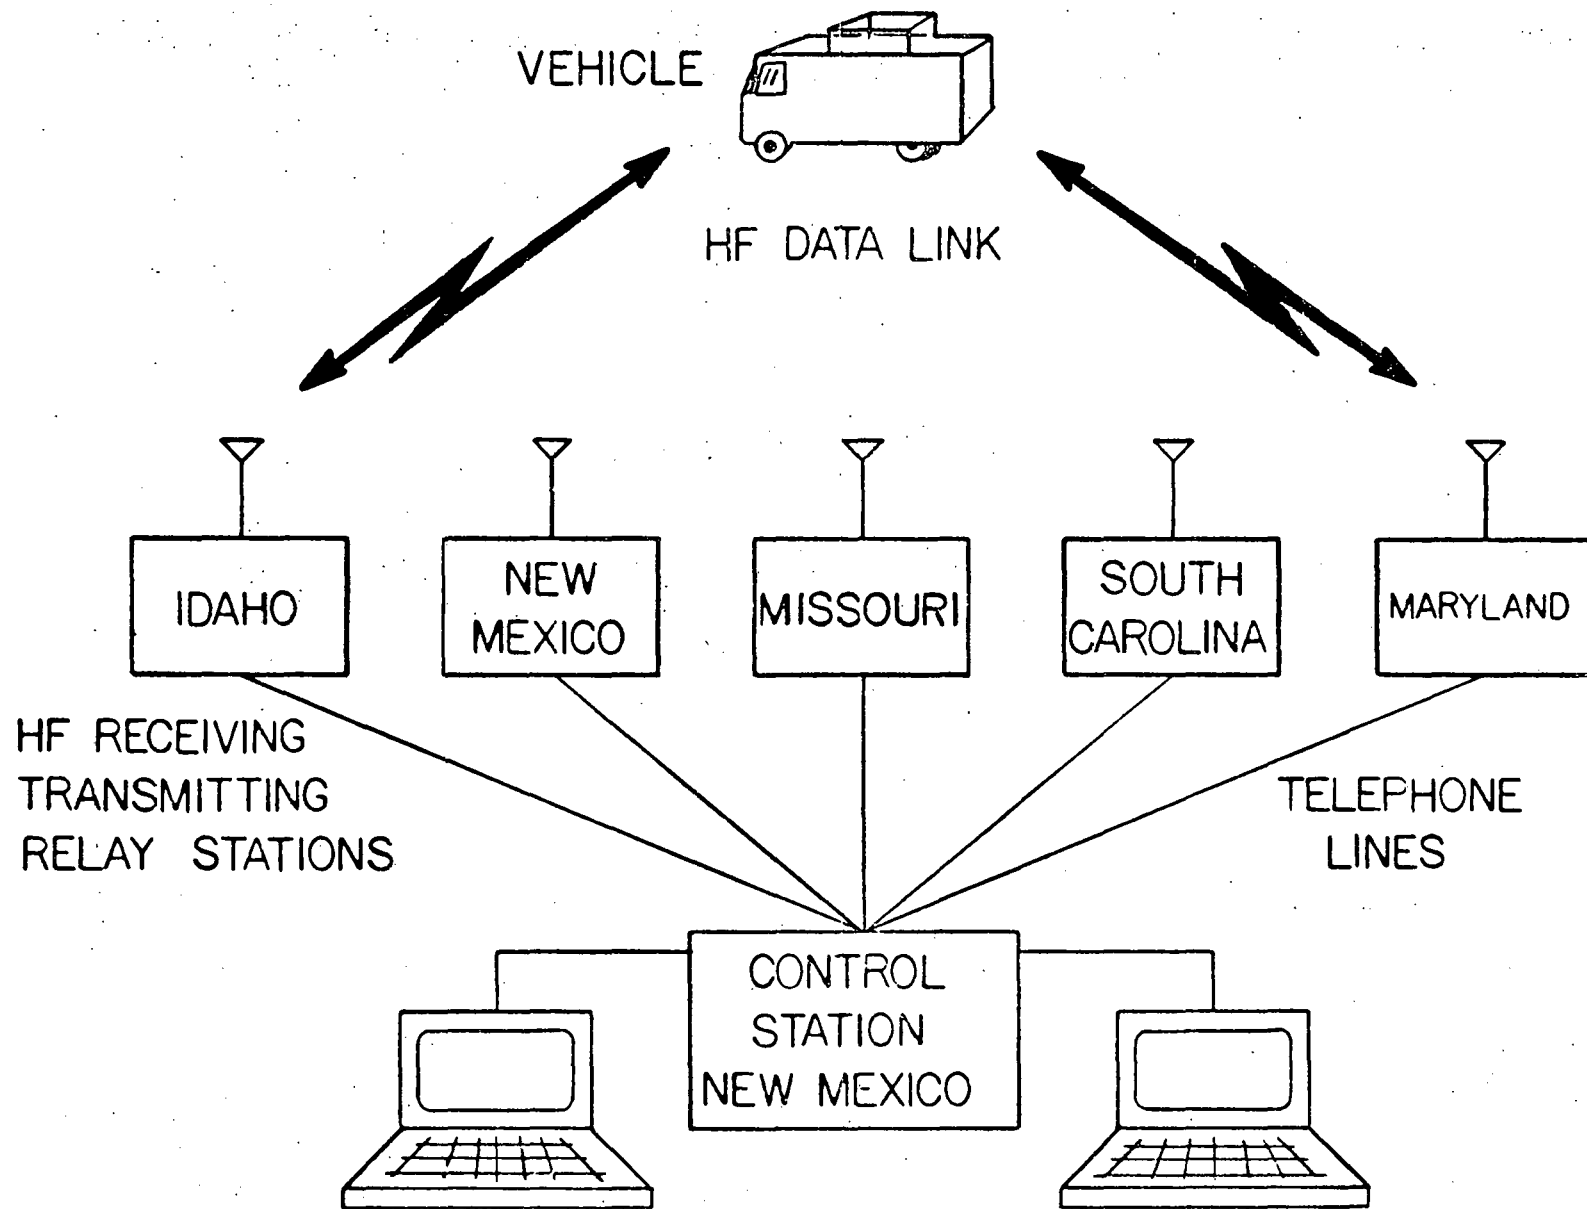 VEHICLE
HF DATA LINK
IDAHO
NEW
MEXICO
MISSOURI
SOUTH
CAROLINA
MARYLAND
HF RECEIVING
TRANSMITTING
RELAY STATIONS
TELEPHONE
LINES
CONTROL
STATION
NEW MEXICO